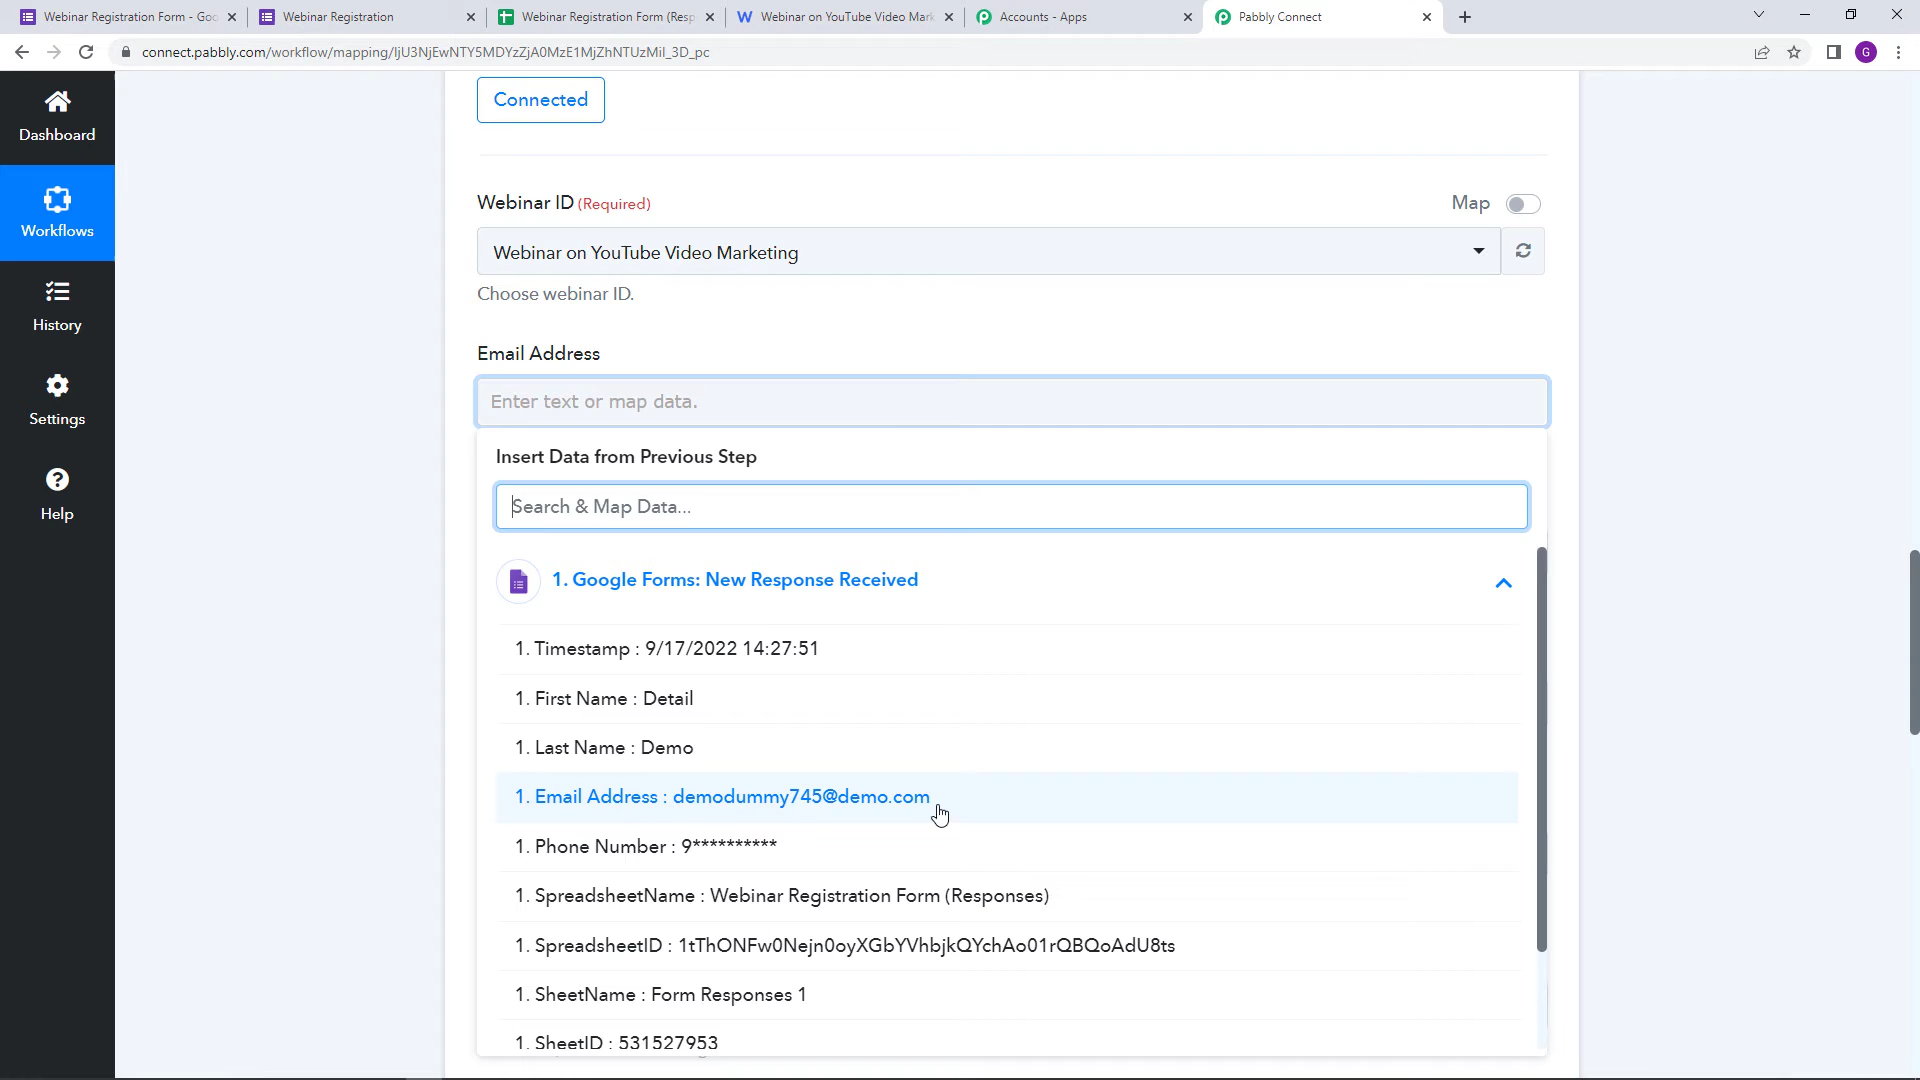 Webinar Registration Form - Goo
Webinar Registration
Webinar Registration Form (Resp
Webinar on YouTube Video Mark
Accounts - Apps
Pabbly Connect
connect.pabbly.com/workflow/mapping/IjU3NjEwNTY5MDYzZjA0MzE1MjZhNTUzMiI_3D_pc
G
Dashboard
Workflows
History
Settings
Help
Connected
Webinar ID (Required)
Map
Webinar on YouTube Video Marketing
Choose webinar ID.
Email Address
Enter text or map data.
Insert Data from Previous Step
Search & Map Data...
1. Google Forms: New Response Received
1. Timestamp : 9/17/2022 14:27:51
1. First Name : Detail
1. Last Name : Demo
1. Email Address : demodummy745@demo.com
1. Phone Number : 9**********
1. SpreadsheetName : Webinar Registration Form (Responses)
1. SpreadsheetID : 1tThONFw0Nejn0oyXGbYVhbjkQYchAo01rQBQoAdU8ts
1. SheetName : Form Responses 1
1. SheetID : 531527953